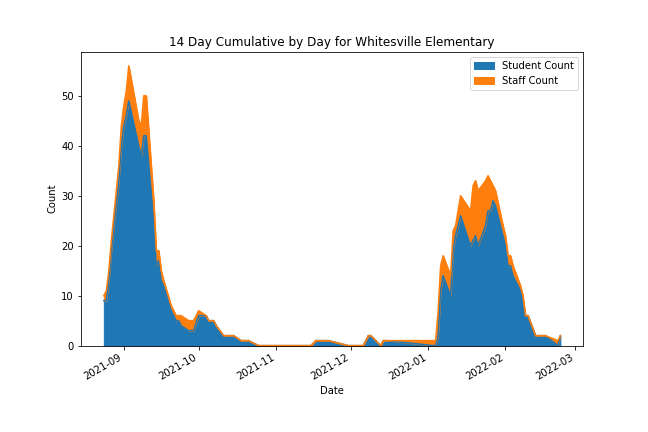 14 Day Cumulative by Day for Whitesville Elementary
Student Count
Staff Count
Count
50
40
30
20
10
0
2021-09
2021-10
2021-11
2021-12
2022-01
2022-02
2022-03
Date